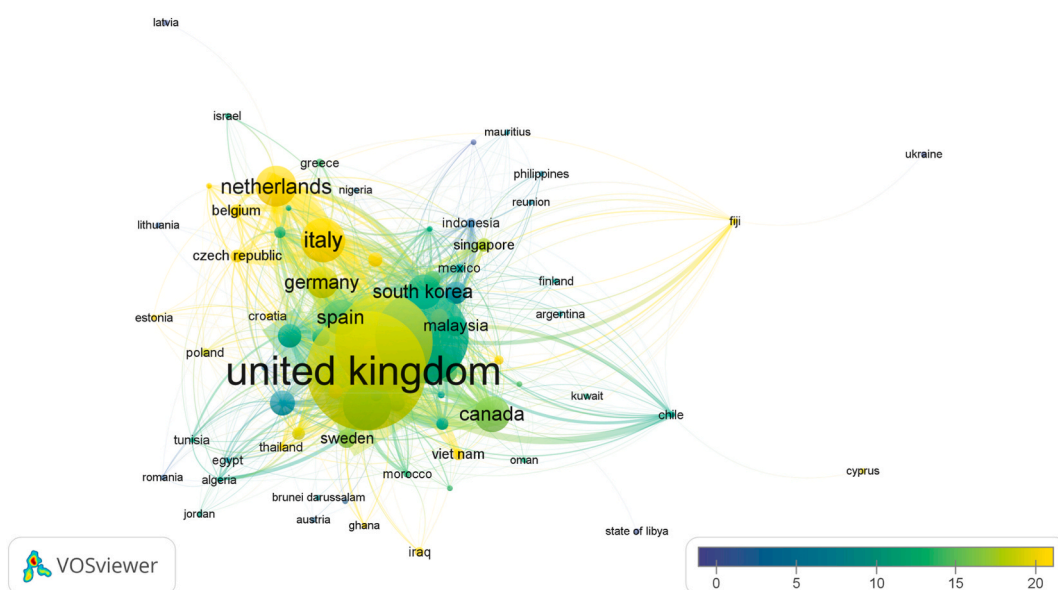 latvia
israel
mauritius
greece
ukraine
philippines
netherlands
nigeria
reunion
belgium
lithuania
indonesia
fiji
italy
singapore
czech republic
mexico
germany
finland
south korea
estonia
croatia
spain
argentina
malaysia
poland
united kingdom
kuwait
canada
chile
tunisia
sweden
thailand
viet nam
egypt
oman
cyprus
romania
algeria
morocco
brunei darussalam
jordan
austria
ghana
state of libya
iraq
VOSviewer
0 5 10 15 20